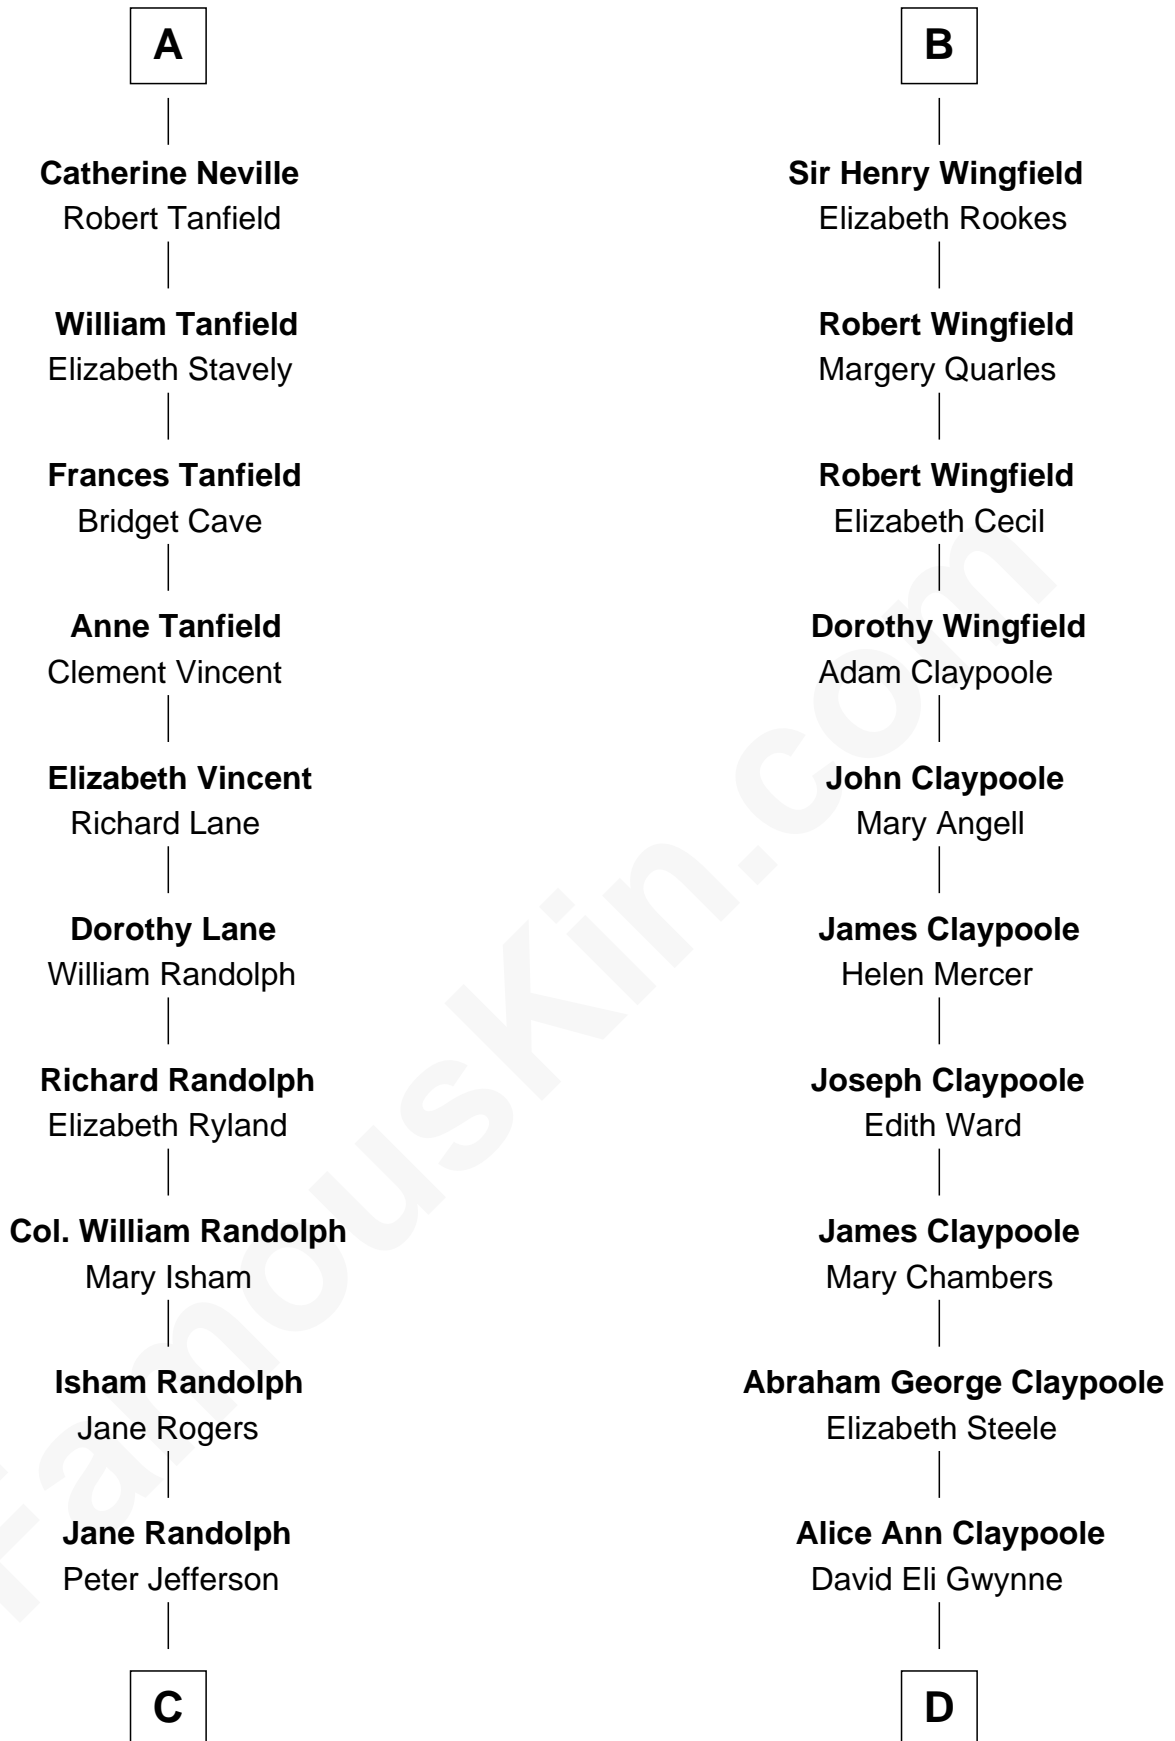 A
Catherine Neville
Robert Tanfield
William Tanfield
Elizabeth Stavely
Frances Tanfield
Bridget Cave
Anne Tanfield
Clement Vincent
Elizabeth Vincent
Richard Lane
Dorothy Lane
William Randolph
Richard Randolph
Elizabeth Ryland
Col. William Randolph
Mary Isham
Isham Randolph
Jane Rogers
Jane Randolph
Peter Jefferson
C
B
Sir Henry Wingfield
Elizabeth Rookes
Robert Wingfield
Margery Quarles
Robert Wingfield
Elizabeth Cecil
Dorothy Wingfield
Adam Claypoole
John Claypoole
Mary Angell
James Claypoole
Helen Mercer
Joseph Claypoole
Edith Ward
James Claypoole
Mary Chambers
Abraham George Claypoole
Elizabeth Steele
Alice Ann Claypoole
David Eli Gwynne
D
FamousKin.com